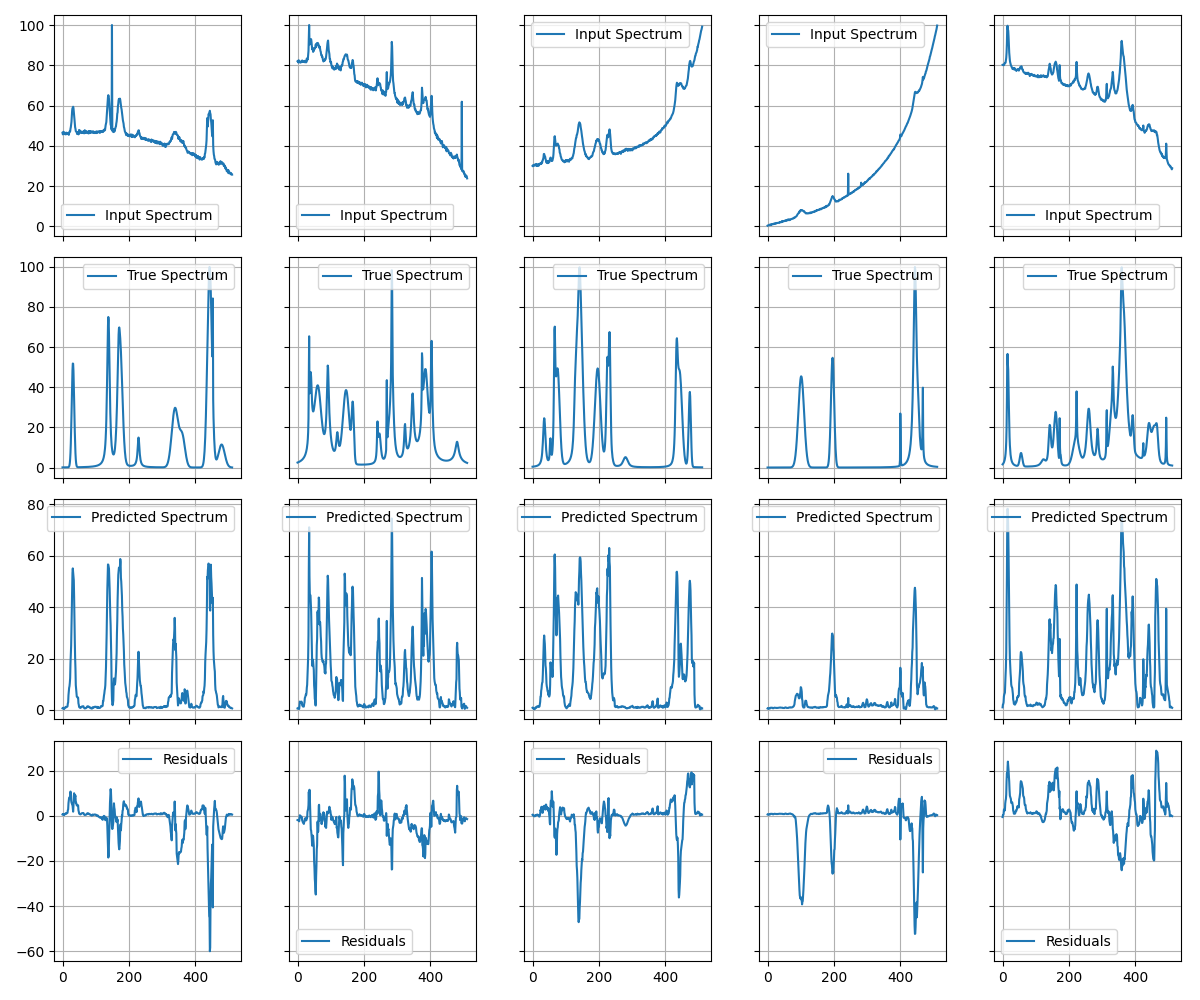 100
80
60
40
20
0
Input Spectrum
Input Spectrum
Input Spectrum
Input Spectrum
Input Spectrum
100
80
60
40
20
0
True Spectrum
True Spectrum
True Spectrum
True Spectrum
True Spectrum
80
60
40
20
0
Predicted Spectrum
Predicted Spectrum
Predicted Spectrum
Predicted Spectrum
Predicted Spectrum
20
0
−20
−40
−60
Residuals
Residuals
Residuals
Residuals
Residuals
0 200 400
0 200 400
0 200 400
0 200 400
0 200 400